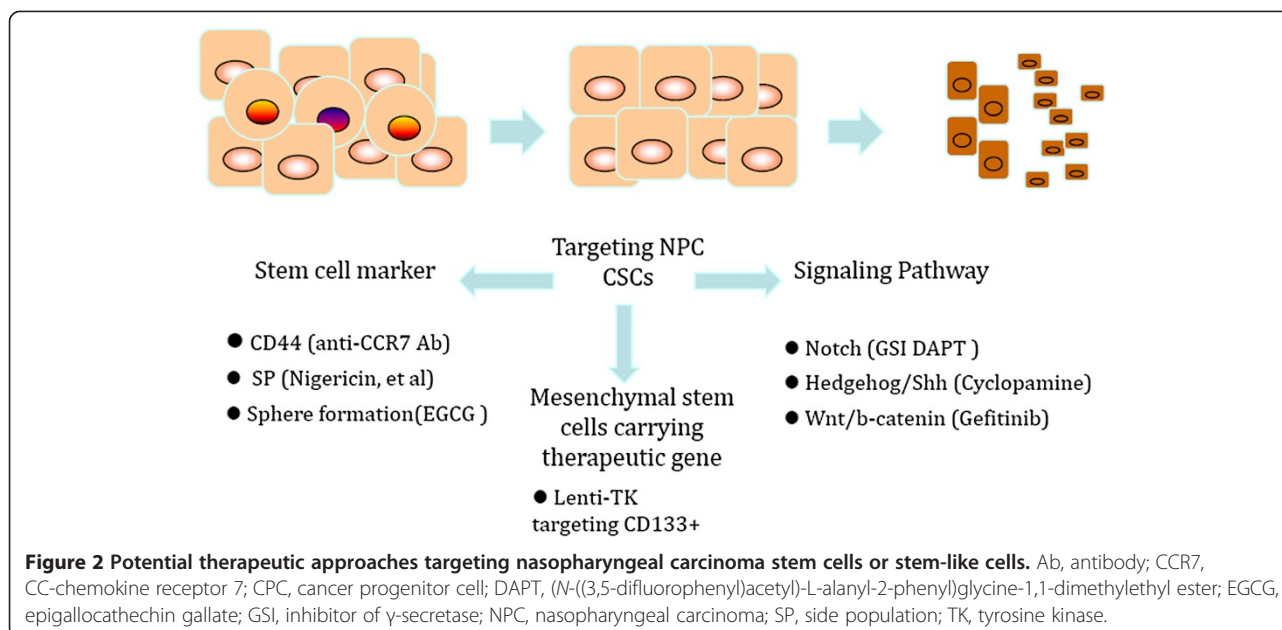 Targeting NPC
CSCs
Stem cell marker
● CD44 (anti-CCR7 Ab)
● SP (Nigericin, et al)
● Sphere formation(EGCG )
Mesenchymal stem
cells carrying
therapeutic gene
● Lenti-TK
targeting CD133+
Signaling Pathway
● Notch (GSI DAPT )
● Hedgehog/Shh (Cyclopamine)
● Wnt/b-catenin (Gefitinib)
Figure 2 Potential therapeutic approaches targeting nasopharyngeal carcinoma stem cells or stem-like cells. Ab, antibody; CCR7,
CC-chemokine receptor 7; CPC, cancer progenitor cell; DAPT, (N-((3,5-difluorophenyl)acetyl)-L-alanyl-2-phenyl)glycine-1,1-dimethylethyl ester; EGCG,
epigallocathechin gallate; GSI, inhibitor of γ-secretase; NPC, nasopharyngeal carcinoma; SP, side population; TK, tyrosine kinase.